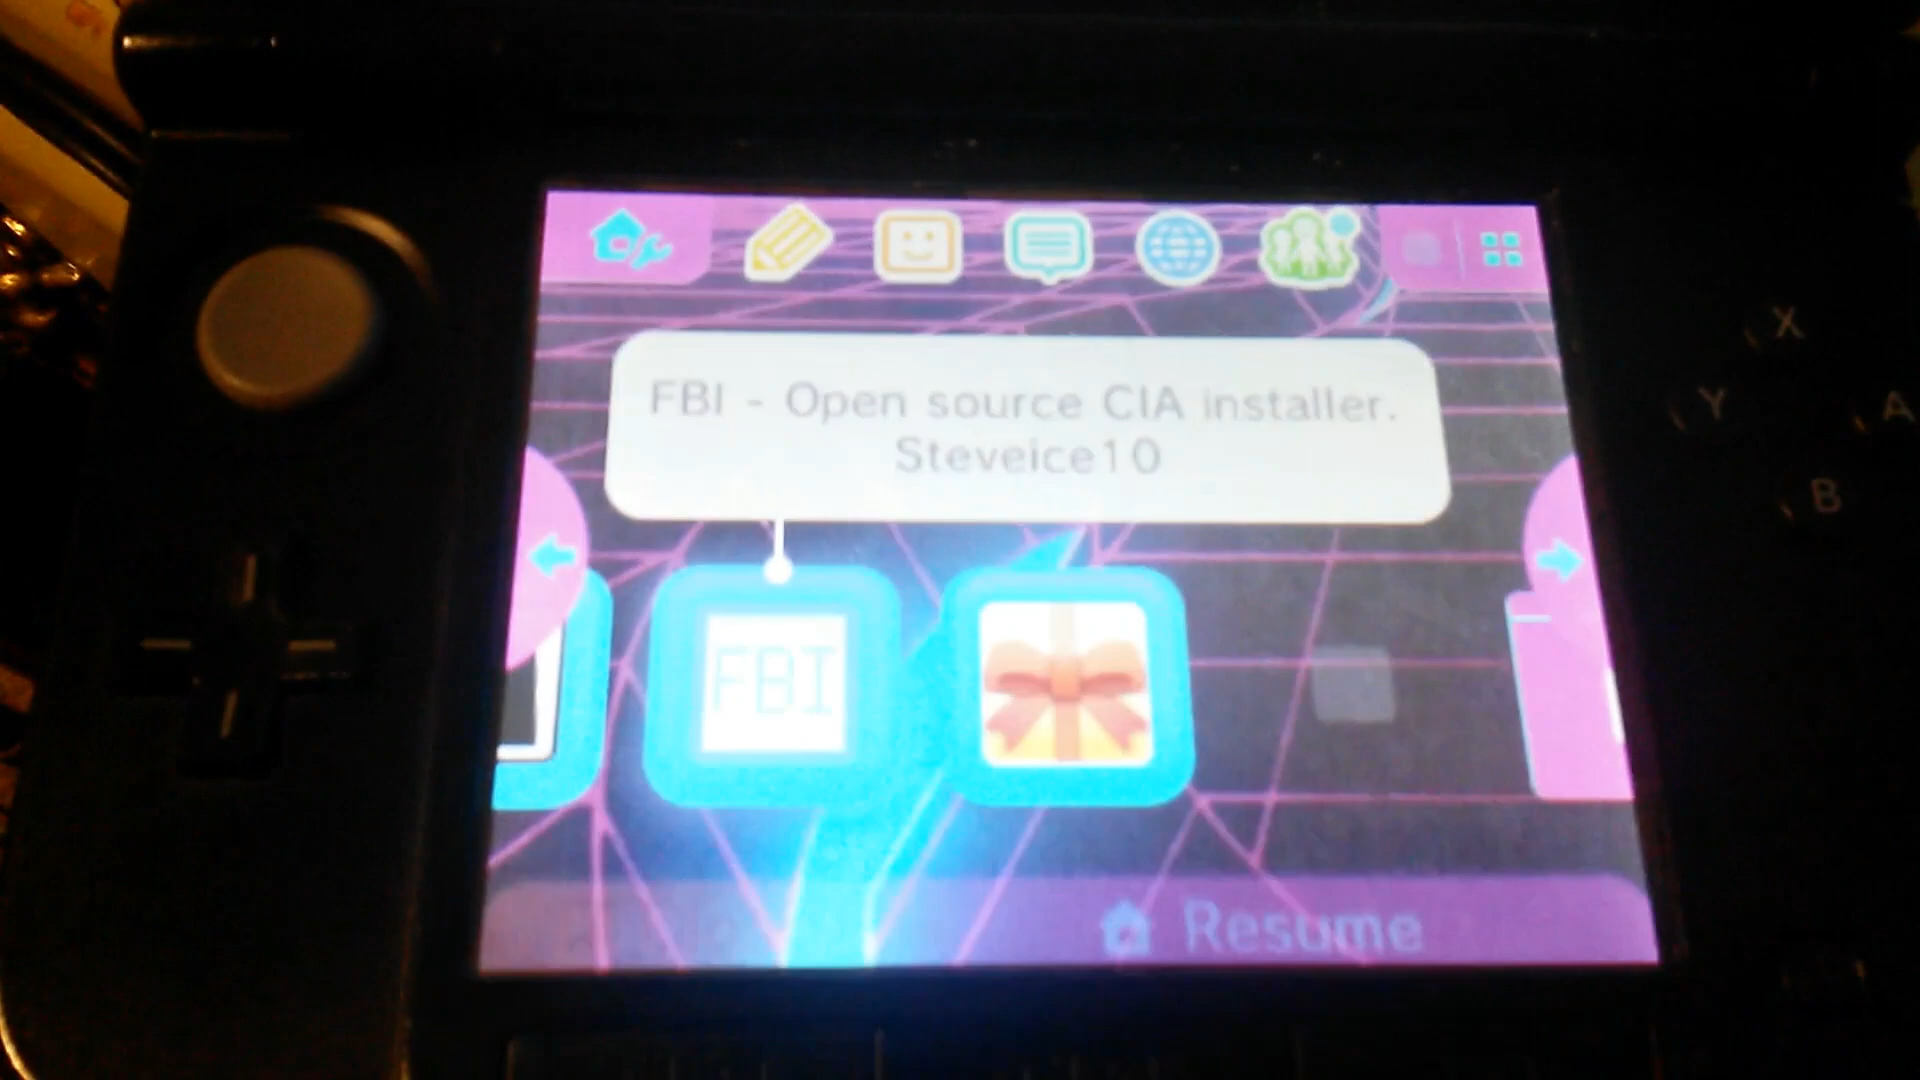 FBI - Open source CIA installer.
Steveice10
FBI
Resume
X
Y
A
B